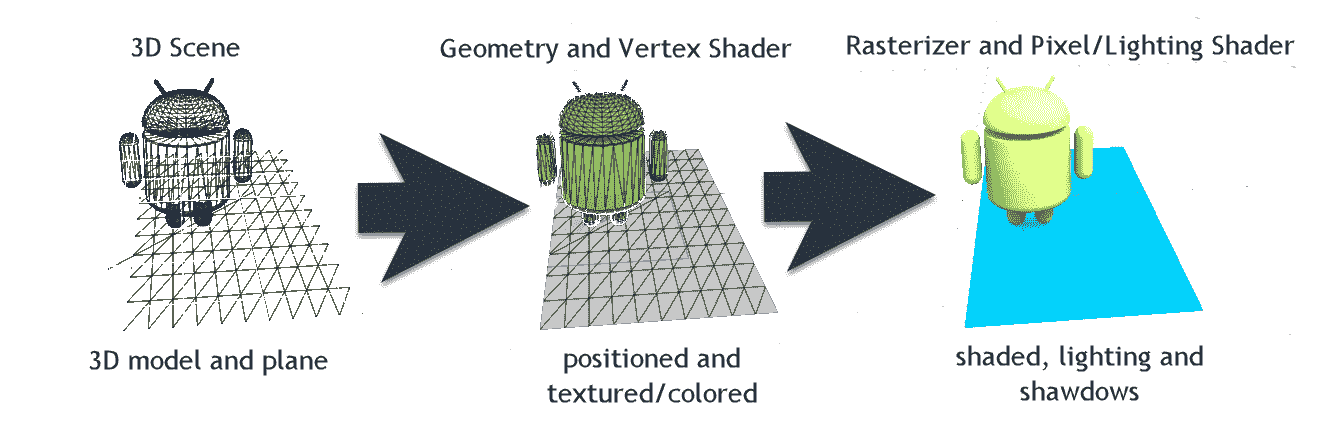 3D Scene
Geometry and Vertex Shader
Rasterizer and Pixel/Lighting Shader
3D model and plane
positioned and
textured/colored
shaded, lighting and
shawdows